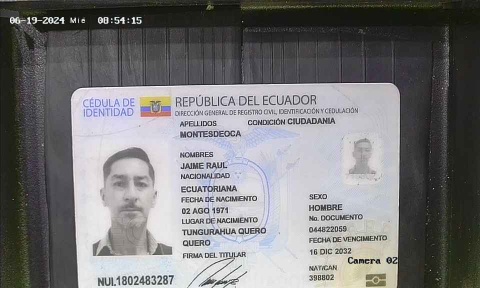 06-19-2024 Mié 08:54:15
CÉDULA DE IDENTIDAD
REPÚBLICA DEL ECUADOR
DIRECCIÓN GENERAL DE REGISTRO CIVIL, IDENTIFICACIÓN Y CEDULACIÓN
APELLIDOS CONDICIÓN CIUDADANÍA
MONTESDEOCA
NOMBRES
JAIME RAUL
NACIONALIDAD
ECUATORIANA
FECHA DE NACIMIENTO
02 AGO 1971
LUGAR DE NACIMIENTO
TUNGURAHUA QUERO
QUERO
FIRMA DEL TITULAR
SEXO
HOMBRE
No. DOCUMENTO
044822059
FECHA DE VENCIMIENTO
16 DIC 2032
NATICAN
398802
NUI.1802483287
Camera 02